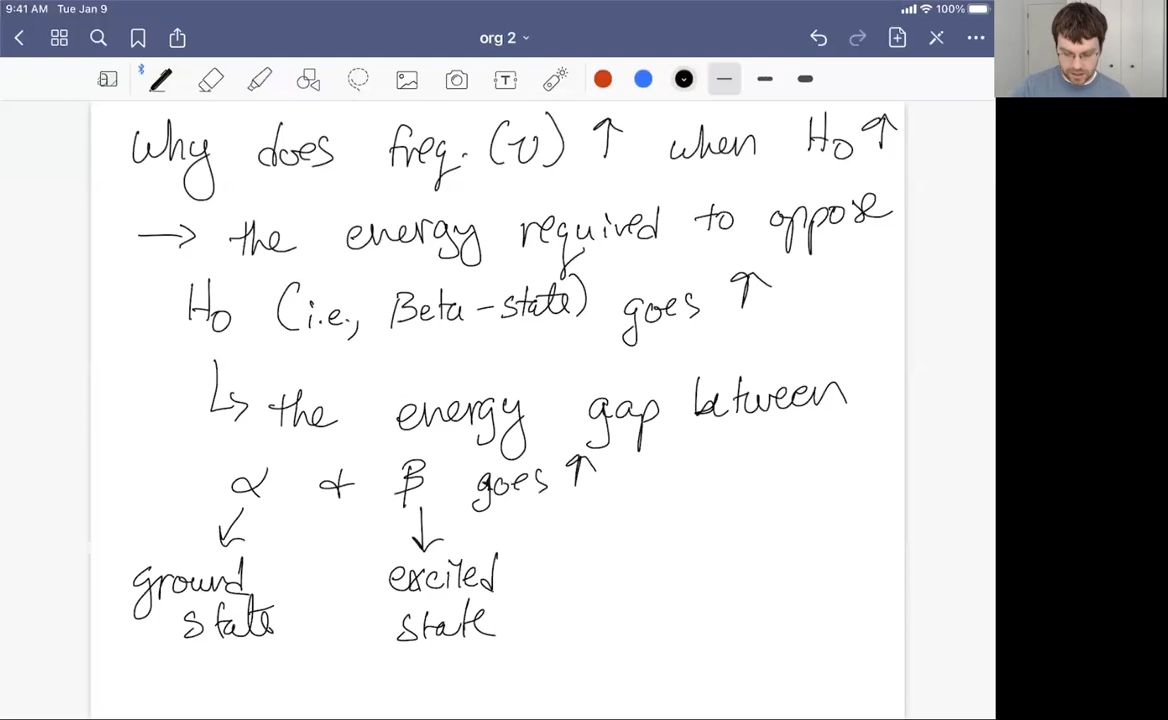 9:41 AM Tue Jan 9
100%
org 2
Why does freq. (ν) ↑ when H₀ ↑
→ the energy required to oppose
H₀ (i.e., Beta-state) goes ↑
↳ the energy gap between
α + β goes ↑
↙ ↓
ground excited
state state